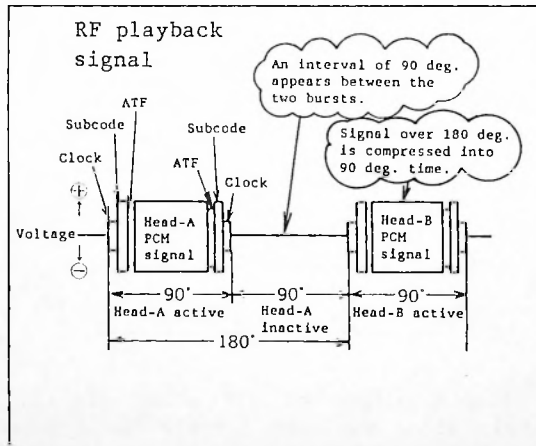 RF playback
signal
An interval of 90 deg.
appears between the
two bursts.
Signal over 180 deg.
is compressed into
90 deg. time.
ATF
Subcode
Clock
Subcode
ATF
Clock
⊕
Voltage
⊖
Head-A
PCM
signal
Head-B
PCM
signal
90°
90°
90°
Head-A active
Head-A
inactive
Head-B active
180°